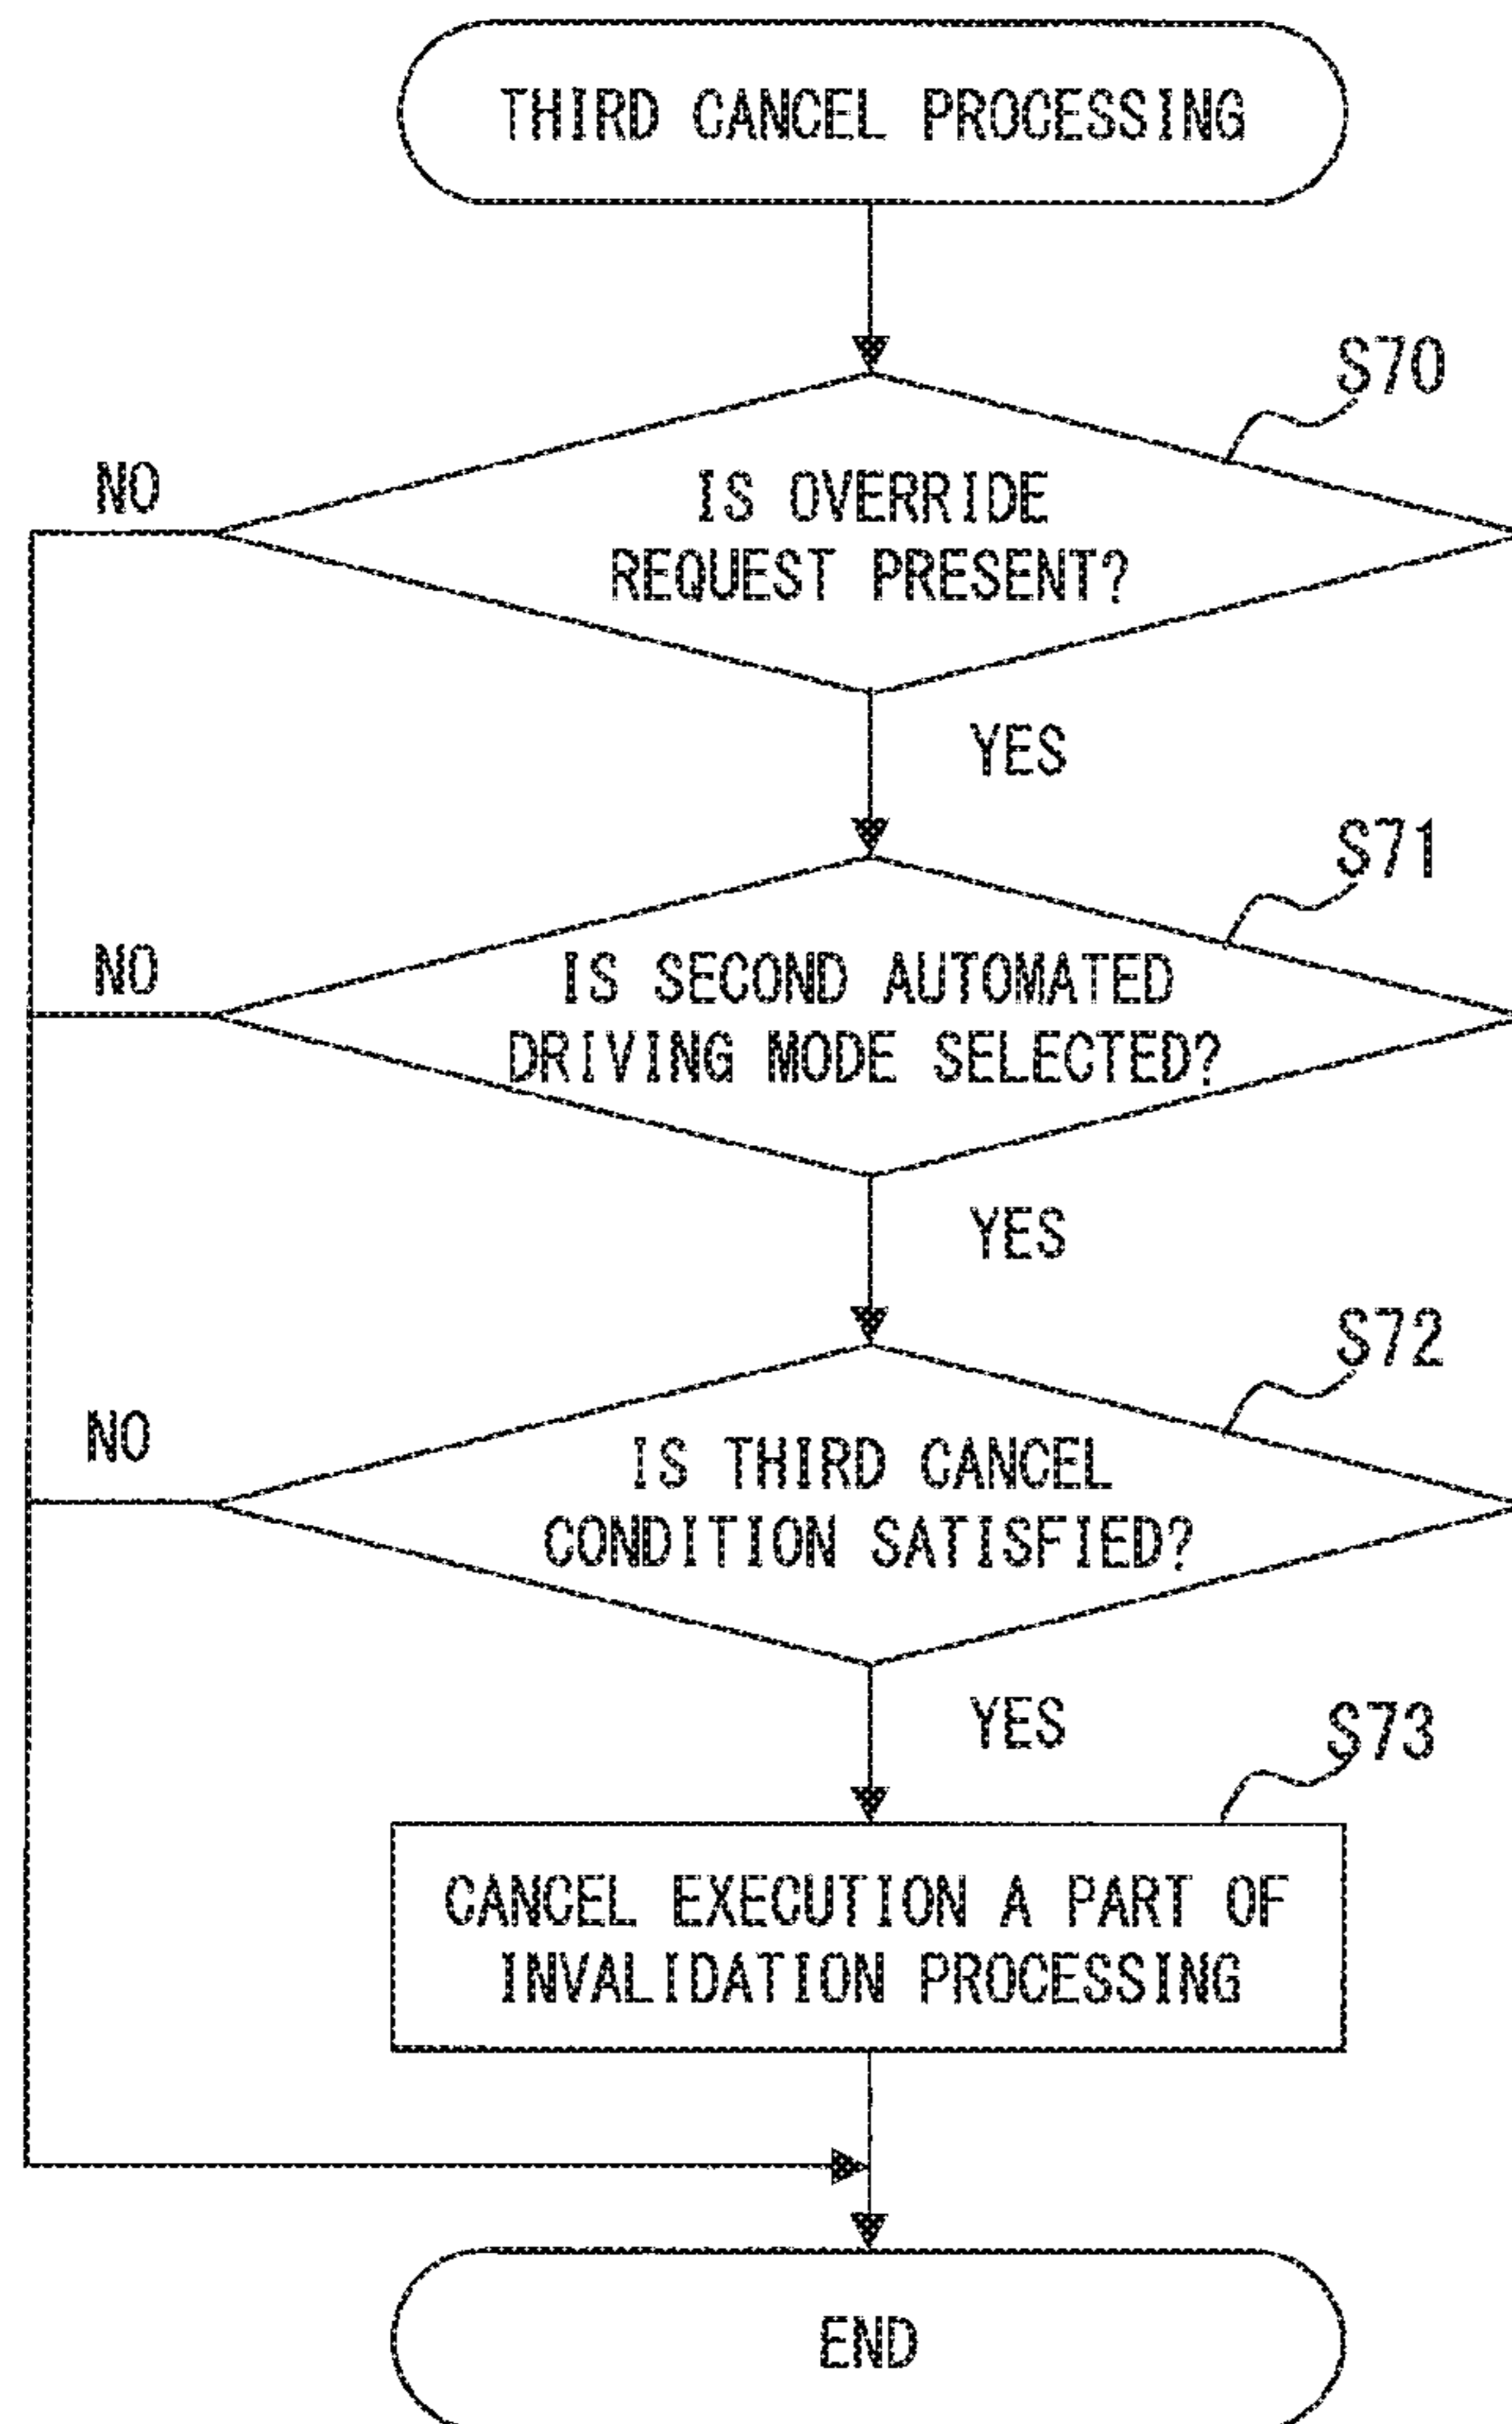 THIRD CANCEL PROCESSING
S70
NO
IS OVERRIDE
REQUEST PRESENT?
YES
S71
NO
IS SECOND AUTOMATED
DRIVING MODE SELECTED?
YES
S72
NO
IS THIRD CANCEL
CONDITION SATISFIED?
YES
S73
CANCEL EXECUTION A PART OF
INVALIDATION PROCESSING
END